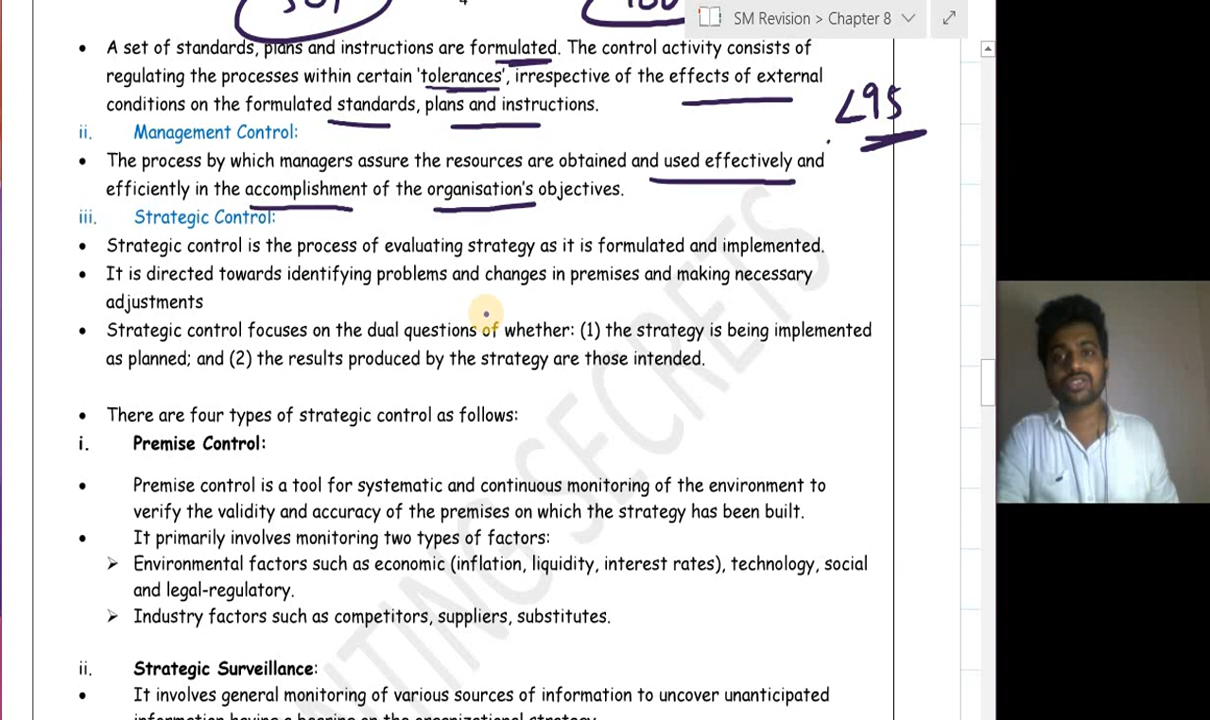 SM Revision > Chapter 8
• A set of standards, plans and instructions are formulated. The control activity consists of
regulating the processes within certain 'tolerances', irrespective of the effects of external
conditions on the formulated standards, plans and instructions.
<95
ii. Management Control:
• The process by which managers assure the resources are obtained and used effectively and
efficiently in the accomplishment of the organisation's objectives.
iii. Strategic Control:
• Strategic control is the process of evaluating strategy as it is formulated and implemented.
• It is directed towards identifying problems and changes in premises and making necessary
adjustments
• Strategic control focuses on the dual questions of whether: (1) the strategy is being implemented
as planned; and (2) the results produced by the strategy are those intended.
• There are four types of strategic control as follows:
i. Premise Control:
• Premise control is a tool for systematic and continuous monitoring of the environment to
verify the validity and accuracy of the premises on which the strategy has been built.
• It primarily involves monitoring two types of factors:
➢ Environmental factors such as economic (inflation, liquidity, interest rates), technology, social
and legal-regulatory.
➢ Industry factors such as competitors, suppliers, substitutes.
ii. Strategic Surveillance:
• It involves general monitoring of various sources of information to uncover unanticipated
information having a bearing on the organizational strategy.